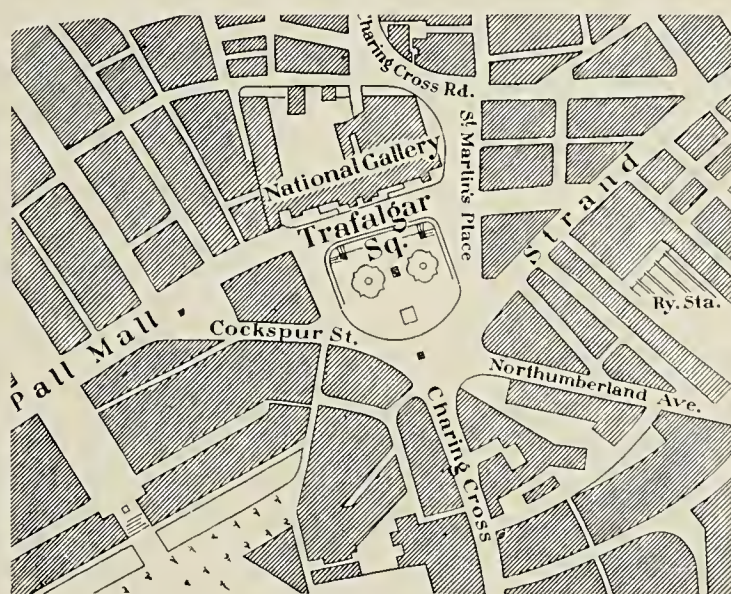 Charing Cross Rd.
St. Martin's Place
National Gallery
Trafalgar
Sq.
Strand
Ry. Sta.
Pall Mall
Cockspur St.
Northumberland Ave.
Charing Cross